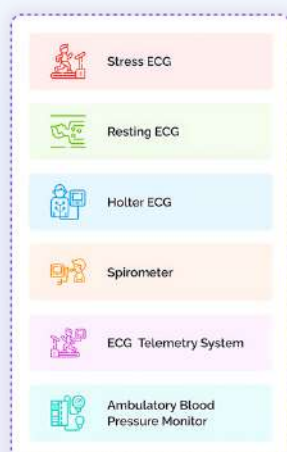 Stress ECG
Resting ECG
Holter ECG
Spirometer
ECG Telemetry System
Ambulatory Blood
Pressure Monitor